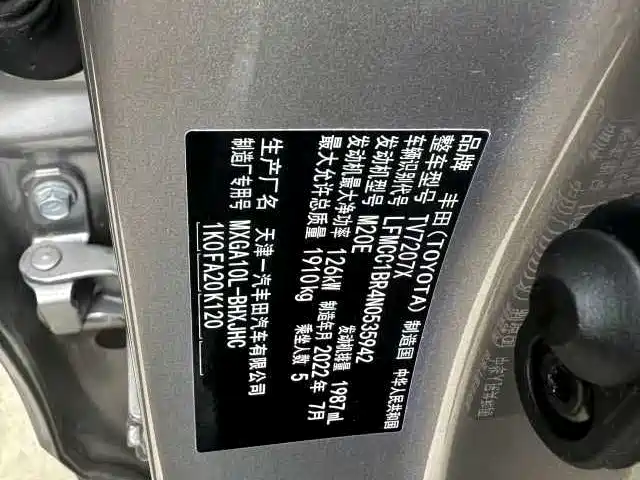 品牌 丰田(TOYOTA) 制造国 中华人民共和国
整车型号 TV7207X
车辆识别代号 LFMCC1BR4N0535942
发动机型号 M20E 发动机排量 1987mL
发动机最大净功率 126kW 制造年月 2022年 7月
最大允许总质量 1910kg 乘坐人数 5
生产厂名 天津一汽丰田汽车有限公司
制造厂专用号 MXGA10L-BHXJHC
1K0FA20K120